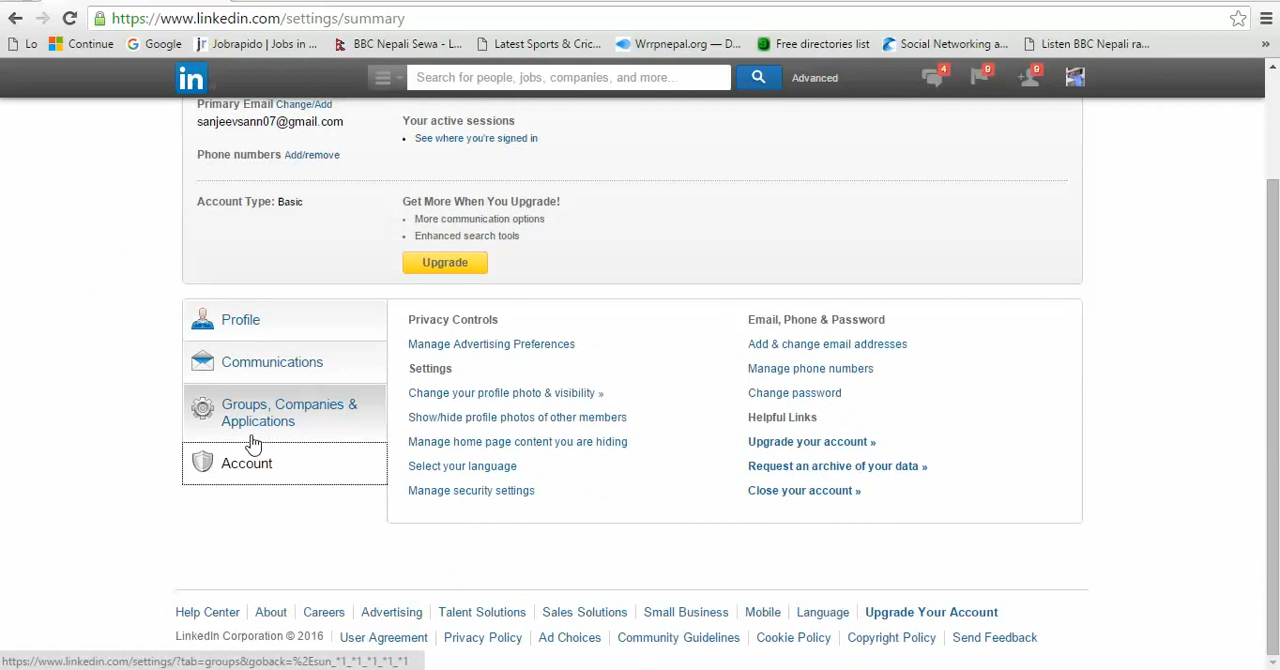 https://www.linkedin.com/settings/summary
Lo Continue Google Jobrapido | Jobs in ... BBC Nepali Sewa - L... Latest Sports & Cric... Wrrpnepal.org — D... Free directories list Social Networking a... Listen BBC Nepali ra... »
in Search for people, jobs, companies, and more... Advanced 4 9 9
Primary Email Change/Add
sanjeevsann07@gmail.com
Phone numbers Add/remove
Your active sessions
• See where you're signed in
Account Type: Basic
Get More When You Upgrade!
• More communication options
• Enhanced search tools
Upgrade
Profile
Communications
Groups, Companies &
Applications
Account
Privacy Controls
Manage Advertising Preferences
Settings
Change your profile photo & visibility »
Show/hide profile photos of other members
Manage home page content you are hiding
Select your language
Manage security settings
Email, Phone & Password
Add & change email addresses
Manage phone numbers
Change password
Helpful Links
Upgrade your account »
Request an archive of your data »
Close your account »
Help Center About Careers Advertising Talent Solutions Sales Solutions Small Business Mobile Language Upgrade Your Account
LinkedIn Corporation © 2016 User Agreement Privacy Policy Ad Choices Community Guidelines Cookie Policy Copyright Policy Send Feedback
https://www.linkedin.com/settings/?tab=groups&goback=%2Esun_*1_*1_*1_*1_*1